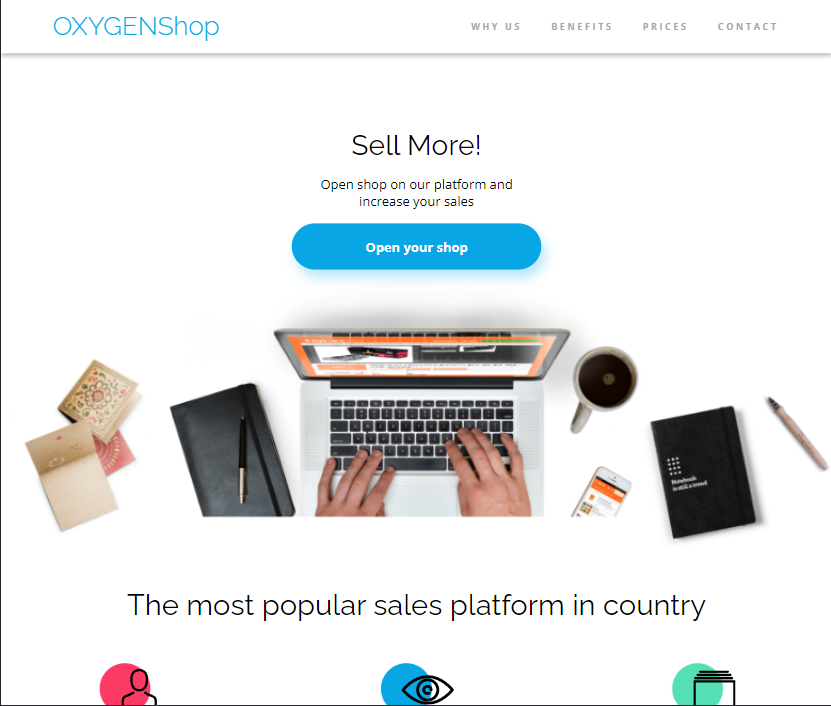 OXYGENShop
WHY US
BENEFITS
PRICES
CONTACT
Sell More!
Open shop on our platform and
increase your sales
Open your shop
Notebook
is still a trend
The most popular sales platform in country